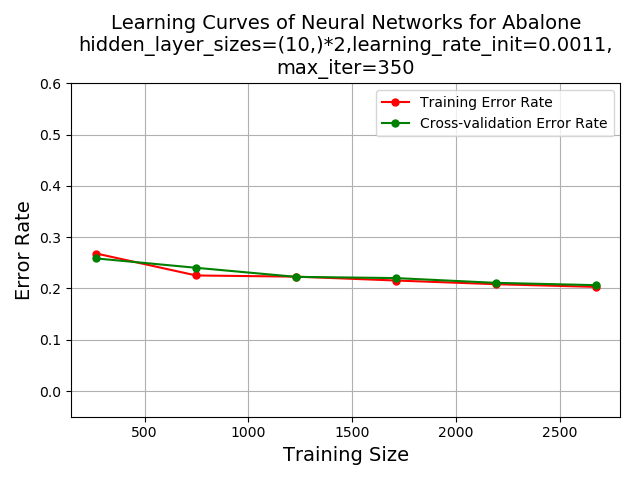 Learning Curves of Neural Networks for Abalone
hidden_layer_sizes=(10,)*2,learning_rate_init=0.0011,
max_iter=350
Training Error Rate
Cross-validation Error Rate
Error Rate
0.6
0.5
0.4
0.3
0.2
0.1
0.0
500 1000 1500 2000 2500
Training Size